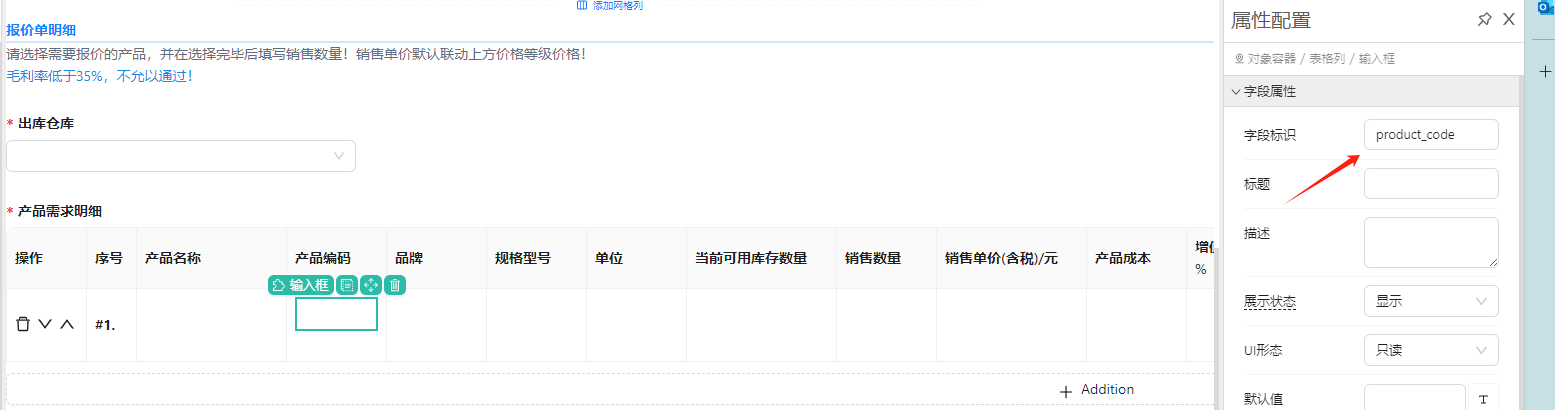 添加网格列
报价单明细
请选择需要报价的产品，并在选择完毕后填写销售数量！销售单价默认联动上方价格等级价格！
毛利率低于35%，不允以通过！
* 出库仓库
* 产品需求明细
操作 序号 产品名称 产品编码 品牌 规格型号 单位 当前可用库存数量 销售数量 销售单价(含税)/元 产品成本
%
输入框
#1.
Addition
属性配置
对象容器 / 表格列 / 输入框
字段属性
字段标识 product_code
标题
描述
展示状态 显示
UI形态 只读
默认值 T